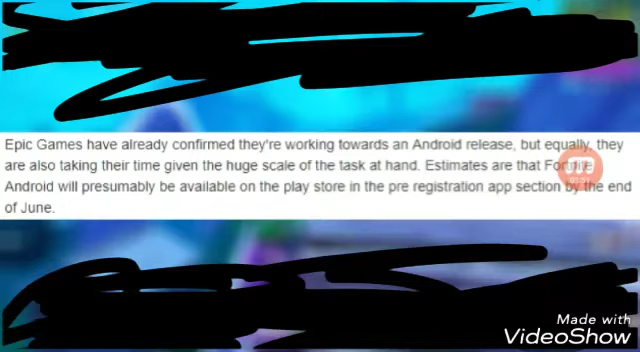 Epic Games have already confirmed they're working towards an Android release, but equally, they
are also taking their time given the huge scale of the task at hand. Estimates are that Fortnite
Android will presumably be available on the play store in the pre registration app section by the end
of June.
Made with
VideoShow